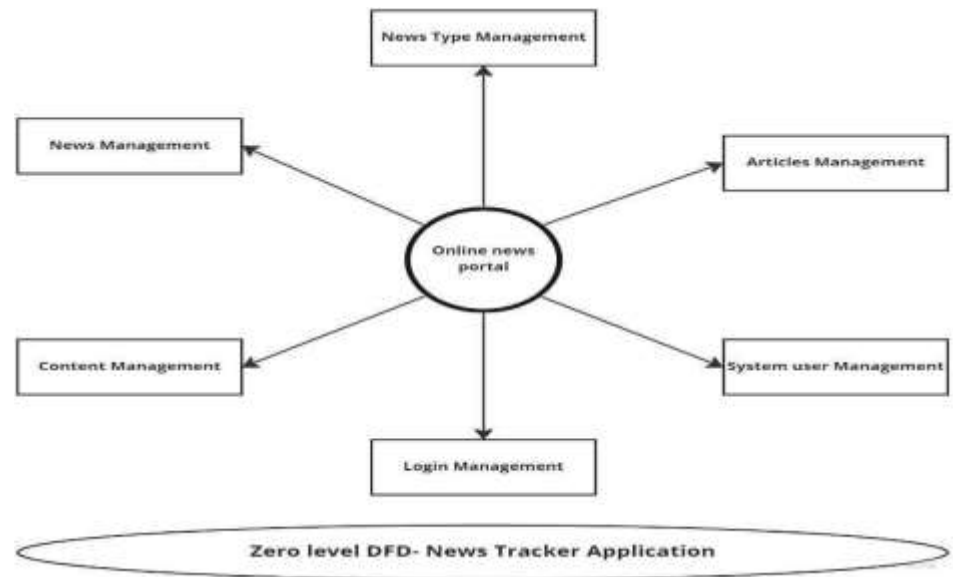 News Type Management
News Management
Articles Management
Online news
portal
Content Management
System user Management
Login Management
Zero level DFD- News Tracker Application